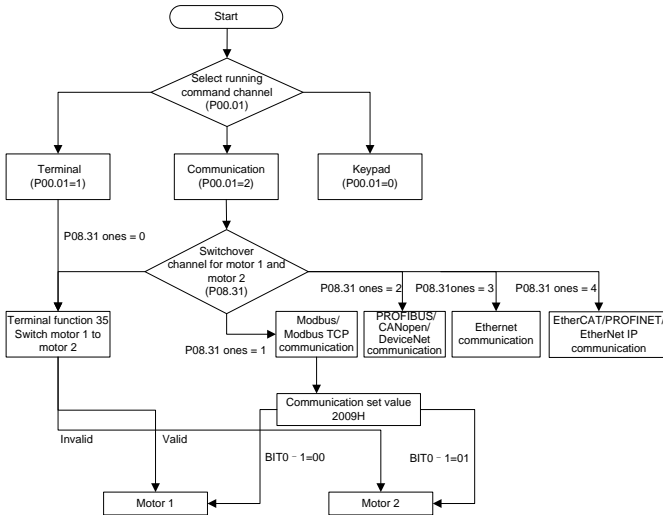 Start
Select running
command channel
(P00.01)
Terminal
(P00.01=1)
Communication
(P00.01=2)
Keypad
(P00.01=0)
P08.31 ones = 0
Switchover
channel for motor 1 and
motor 2
(P08.31)
P08.31 ones = 2
P08.31ones = 3
P08.31 ones = 4
Terminal function 35
Switch motor 1 to
motor 2
P08.31 ones = 1
Modbus/
Modbus TCP
communication
PROFIBUS/
CANopen/
DeviceNet
communication
Ethernet
communication
EtherCAT/PROFINET/
EtherNet IP
communication
Communication set value
2009H
Invalid
Valid
BIT0–1=00
BIT0–1=01
Motor 1
Motor 2